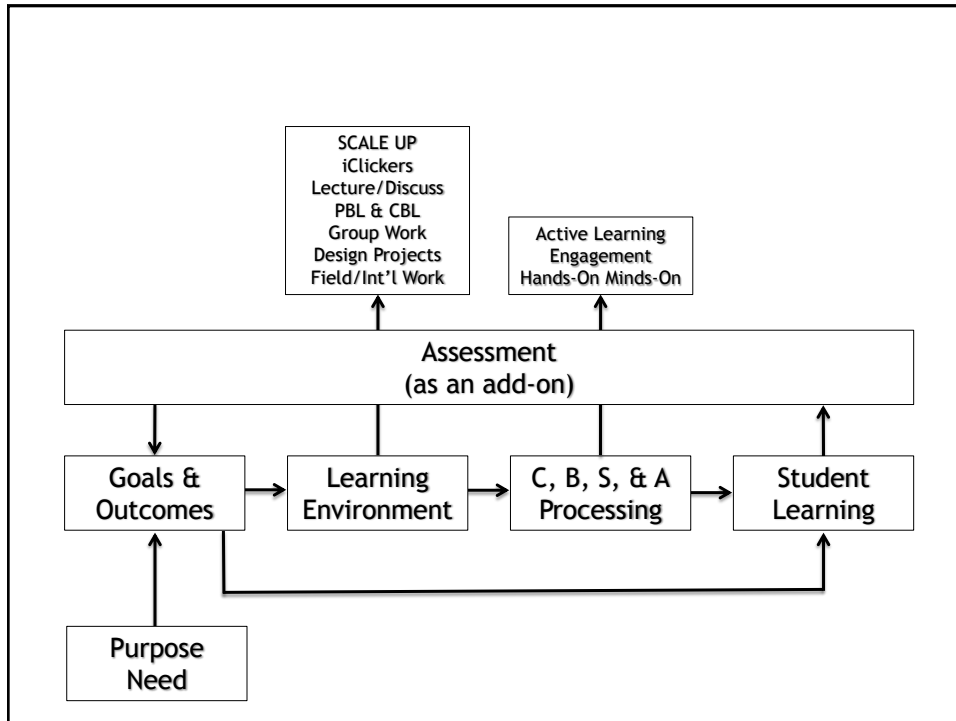 SCALE UP
iClickers
Lecture/Discuss
PBL & CBL
Group Work
Design Projects
Field/Int'l Work
Active Learning
Engagement
Hands-On Minds-On
Assessment
(as an add-on)
Goals &
Outcomes
Learning
Environment
C, B, S, & A
Processing
Student
Learning
Purpose
Need